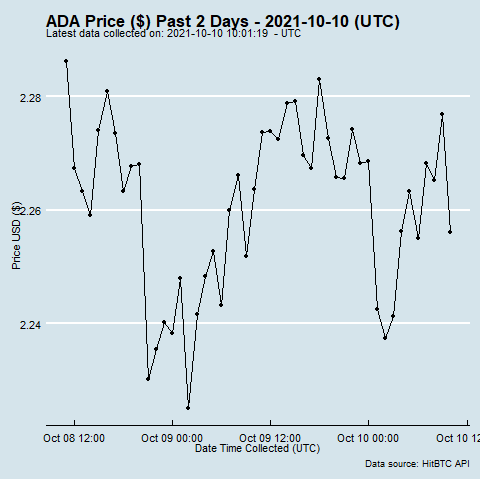 ADA Price ($) Past 2 Days - 2021-10-10 (UTC)
Latest data collected on: 2021-10-10 10:01:19  - UTC
2.28
2.26
2.24
Price USD ($)
Oct 08 12:00
Oct 09 00:00
Oct 09 12:00
Oct 10 00:00
Oct 10 12
Date Time Collected (UTC)
Data source: HitBTC API